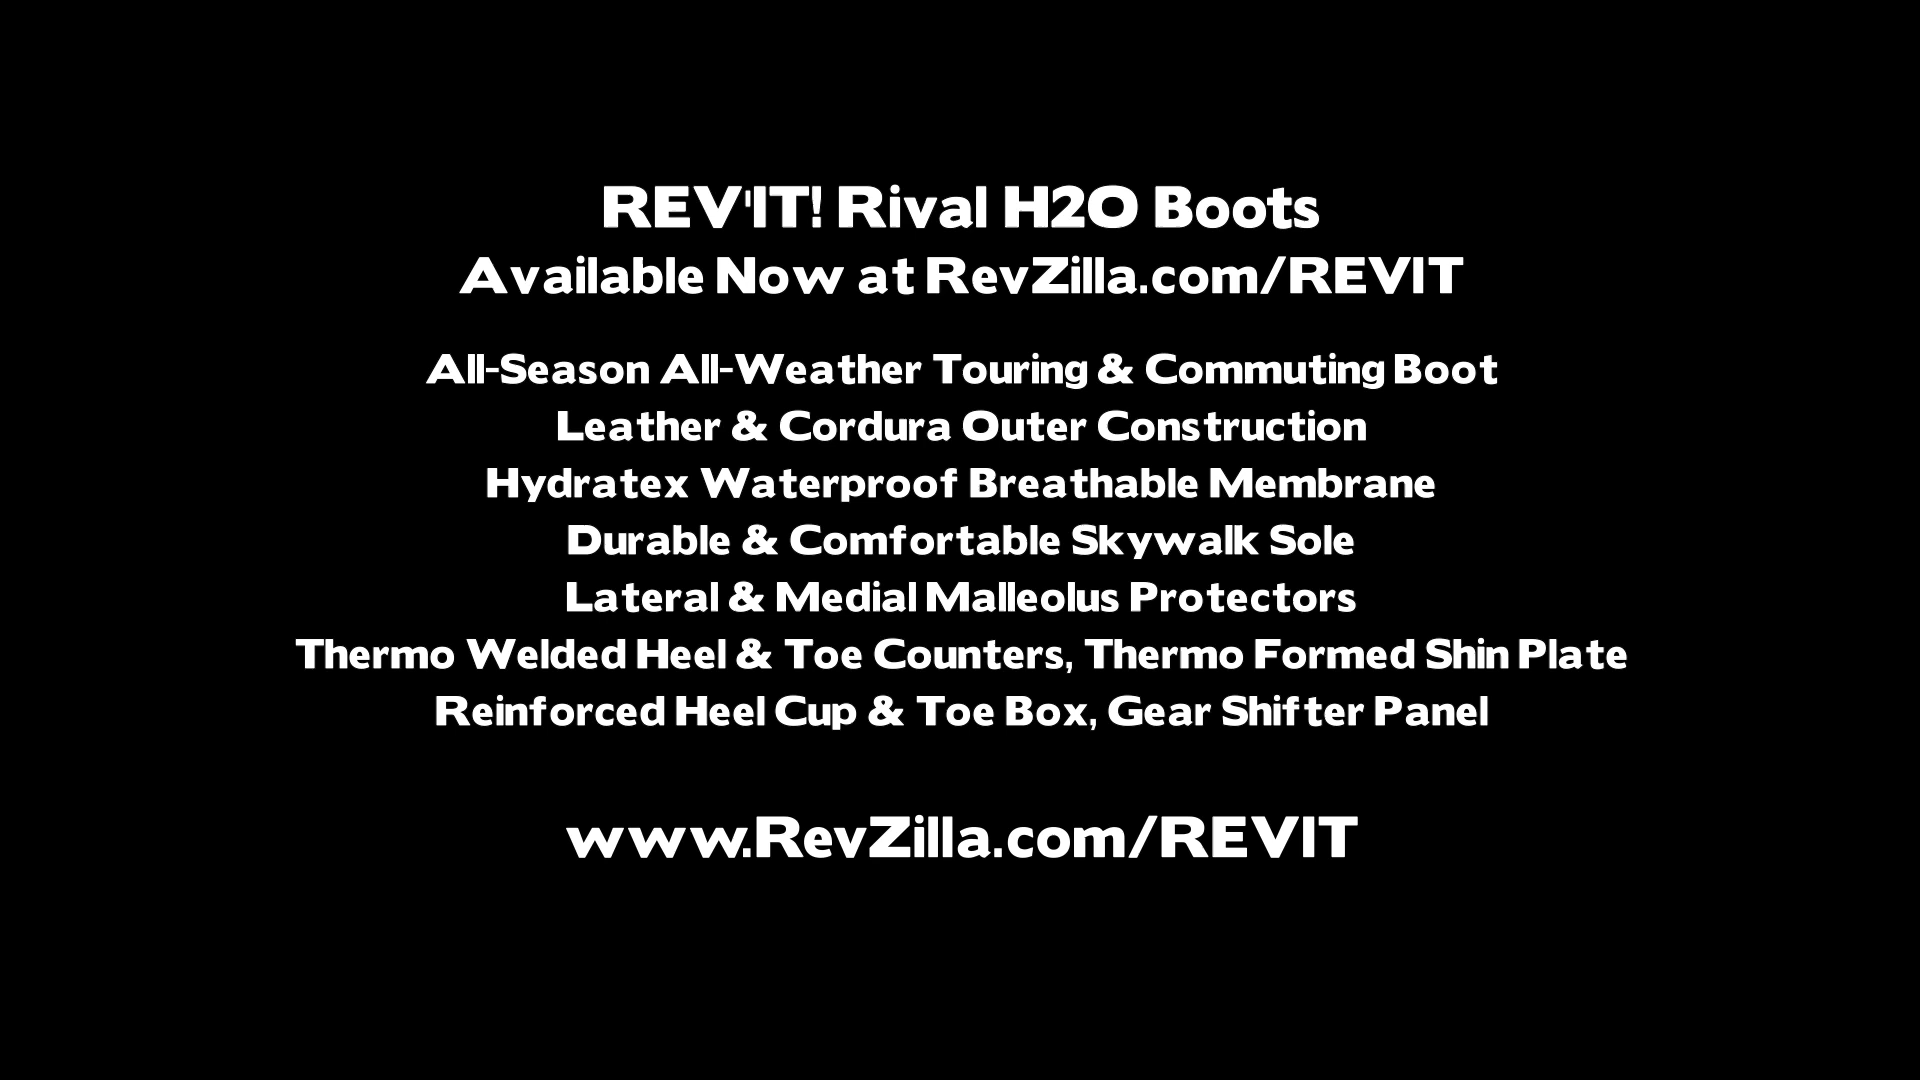 REV'IT! Rival H2O Boots
Available Now at RevZilla.com/REVIT
All-Season All-Weather Touring & Commuting Boot
Leather & Cordura Outer Construction
Hydratex Waterproof Breathable Membrane
Durable & Comfortable Skywalk Sole
Lateral & Medial Malleolus Protectors
Thermo Welded Heel & Toe Counters, Thermo Formed Shin Plate
Reinforced Heel Cup & Toe Box, Gear Shifter Panel
www.RevZilla.com/REVIT